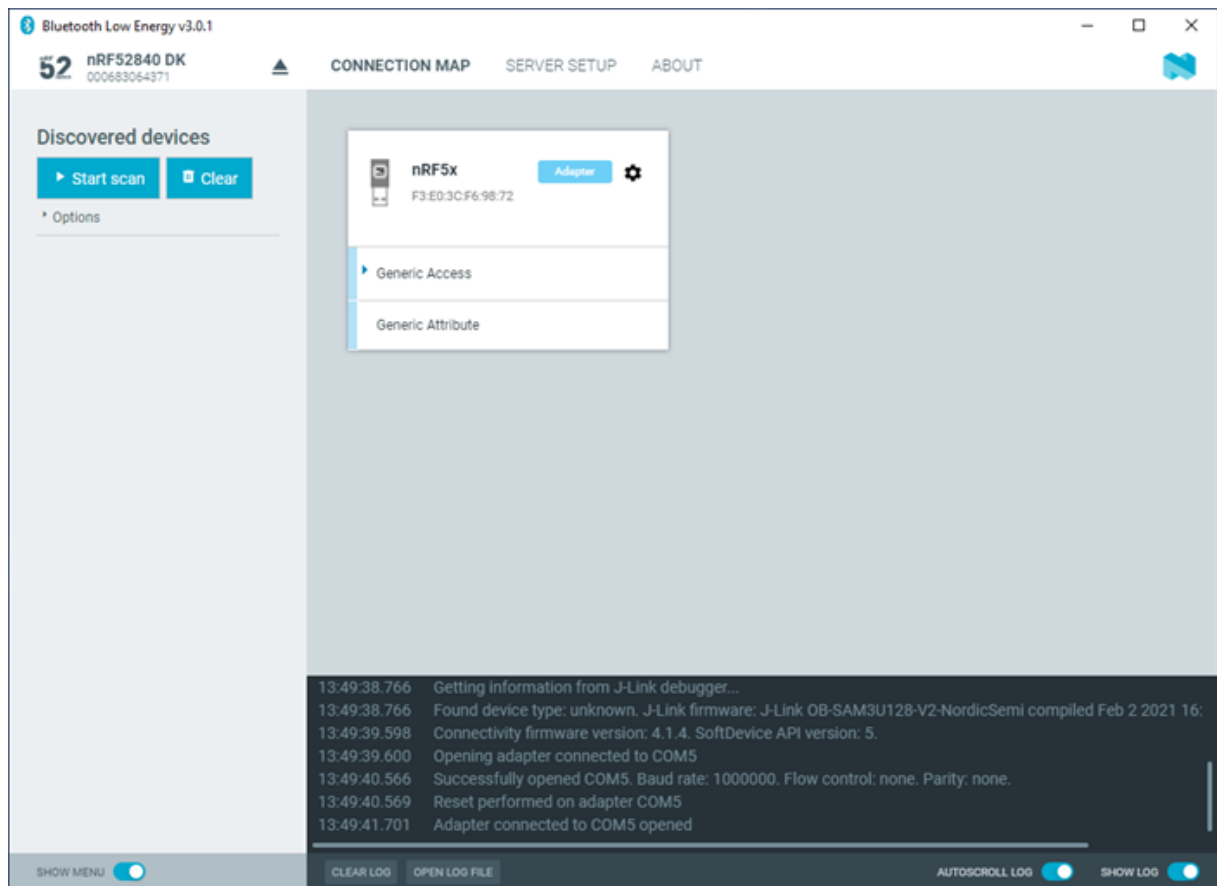 Bluetooth Low Energy v3.0.1
nRF
52
nRF52840 DK
000683064371
CONNECTION MAP
SERVER SETUP
ABOUT
Discovered devices
Start scan
Clear
Options
nRF5x
Adapter
F3:E0:3C:F6:98:72
Generic Access
Generic Attribute
13:49:38.766 Getting information from J-Link debugger...
13:49:38.766 Found device type: unknown. J-Link firmware: J-Link OB-SAM3U128-V2-NordicSemi compiled Feb 2 2021 16:
13:49:39.598 Connectivity firmware version: 4.1.4. SoftDevice API version: 5.
13:49:39.600 Opening adapter connected to COM5
13:49:40.566 Successfully opened COM5. Baud rate: 1000000. Flow control: none. Parity: none.
13:49:40.569 Reset performed on adapter COM5
13:49:41.701 Adapter connected to COM5 opened
SHOW MENU
CLEAR LOG
OPEN LOG FILE
AUTOSCROLL LOG
SHOW LOG